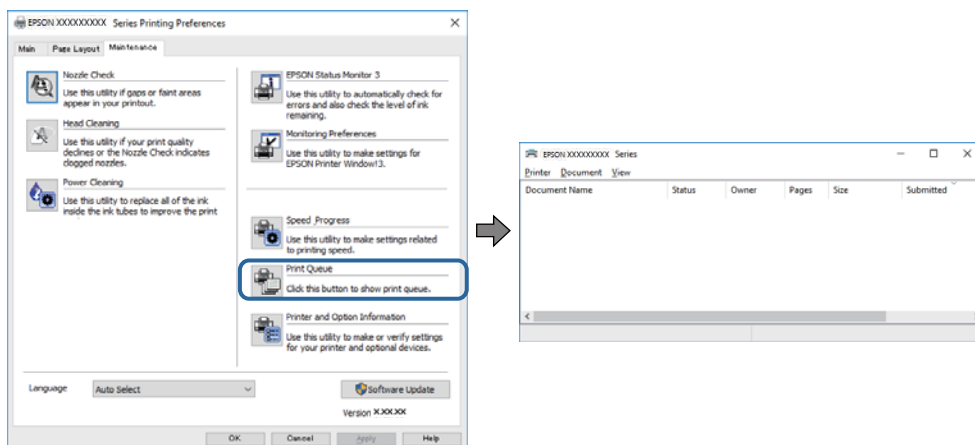 EPSON XXXXXXXXX Series Printing Preferences
Main Page Layout Maintenance
Nozzle Check
Use this utility if gaps or faint areas
appear in your printout.
Head Cleaning
Use this utility if your print quality
declines or the Nozzle Check indicates
clogged nozzles.
Power Cleaning
Use this utility to replace all of the ink
inside the ink tubes to improve the print
EPSON Status Monitor 3
Use this utility to automatically check for
errors and also check the level of ink
remaining.
Monitoring Preferences
Use this utility to make settings for
EPSON Printer Window!3.
Speed Progress
Use this utility to make settings related
to printing speed.
Print Queue
Click this button to show print queue.
Printer and Option Information
Use this utility to make or verify settings
for your printer and optional devices.
Language Auto Select
Software Update
Version X.XX.XX
OK Cancel Apply Help
EPSON XXXXXXXXX Series
Printer Document View
Document Name Status Owner Pages Size Submitted